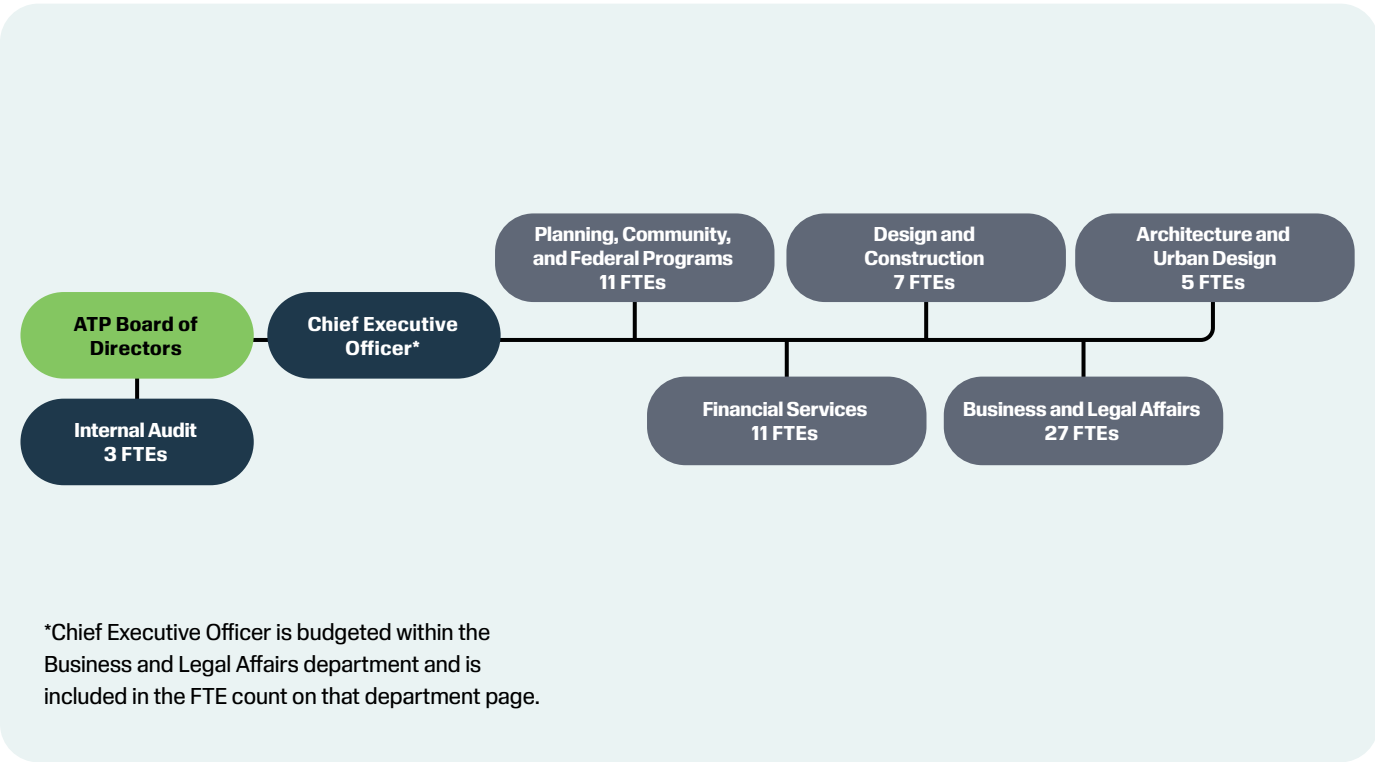 Planning, Community,
and Federal Programs
11 FTEs
Design and
Construction
7 FTEs
Architecture and
Urban Design
5 FTEs
ATP Board of
Directors
Chief Executive
Officer*
Internal Audit
3 FTEs
Financial Services
11 FTEs
Business and Legal Affairs
27 FTEs
*Chief Executive Officer is budgeted within the
Business and Legal Affairs department and is
included in the FTE count on that department page.